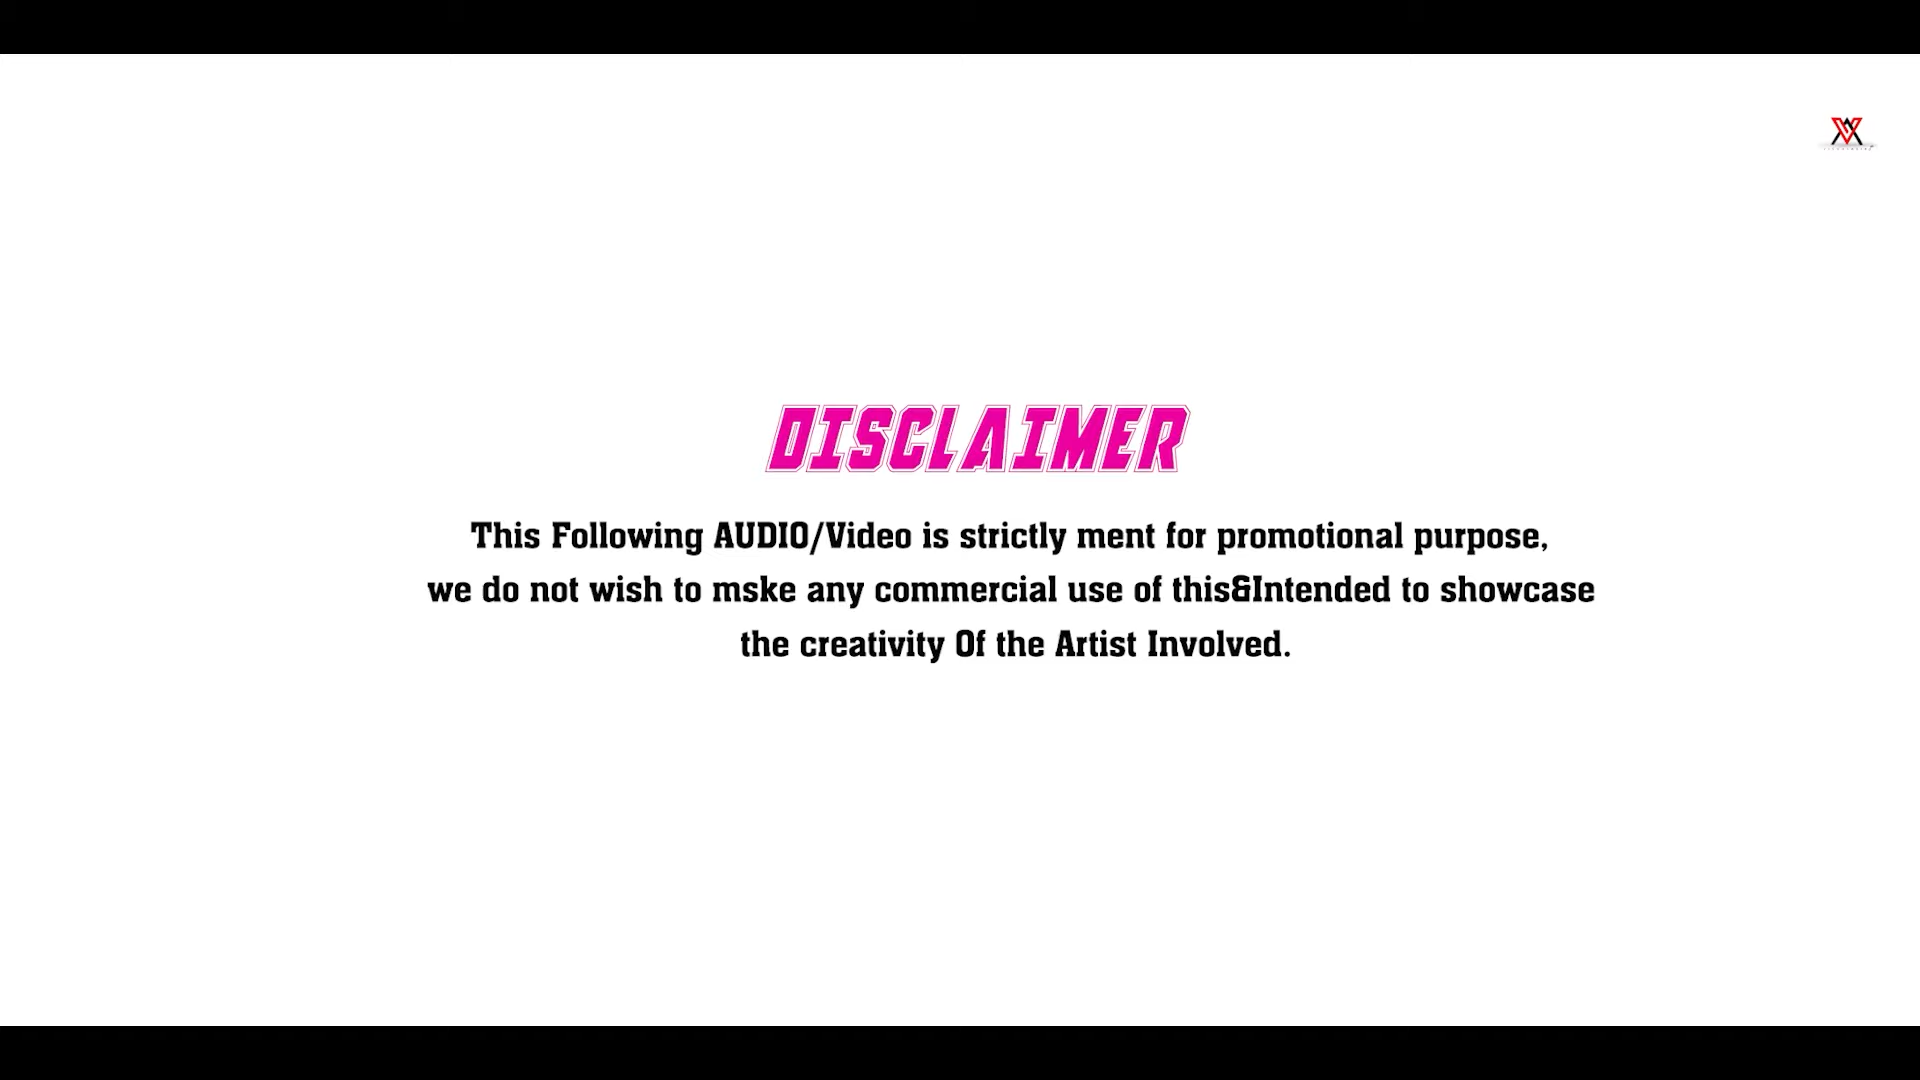 DISCLAIMER
This Following AUDIO/Video is strictly ment for promotional purpose,
we do not wish to mske any commercial use of this&Intended to showcase
the creativity Of the Artist Involved.